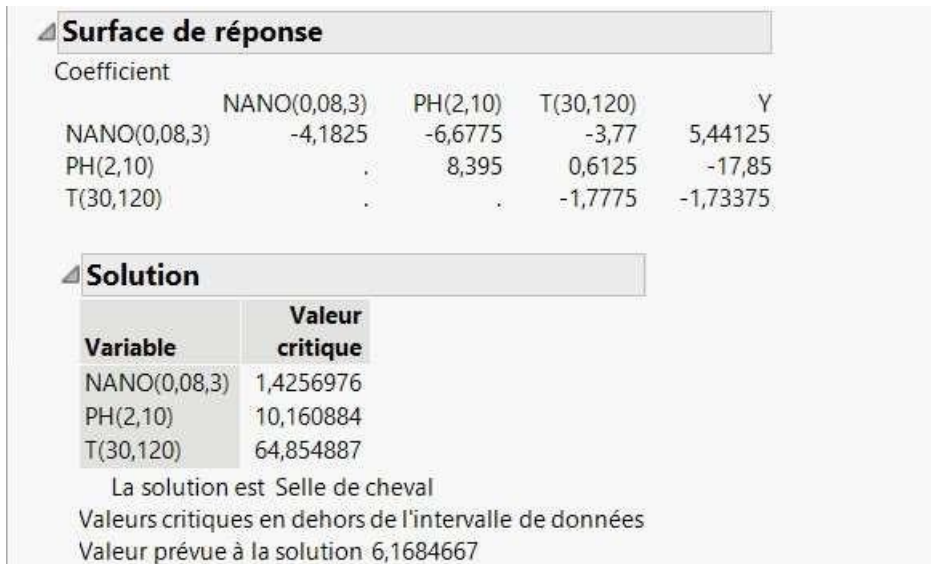 Surface de réponse
Coefficient
NANO(0,08,3) PH(2,10) T(30,120) Y
NANO(0,08,3) -4,1825 -6,6775 -3,77 5,44125
PH(2,10) . 8,395 0,6125 -17,85
T(30,120) . . -1,7775 -1,73375
Solution
Variable Valeur critique
NANO(0,08,3) 1,4256976
PH(2,10) 10,160884
T(30,120) 64,854887
La solution est Selle de cheval
Valeurs critiques en dehors de l'intervalle de données
Valeur prévue à la solution 6,1684667